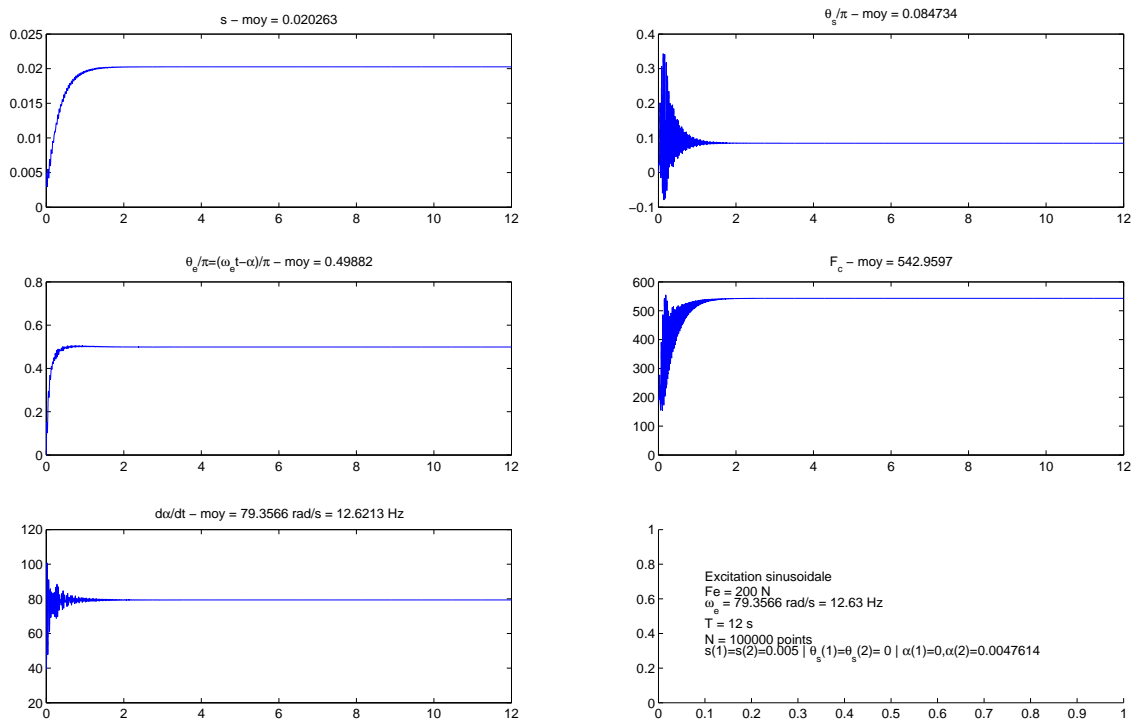 s − moy = 0.020263
0.025
0.02
0.015
0.01
0.005
0
0 2 4 6 8 10 12
θ_s/π − moy = 0.084734
0.4
0.3
0.2
0.1
0
−0.1
0 2 4 6 8 10 12
θ_e/π=(ω_e t−α)/π − moy = 0.49882
0.8
0.6
0.4
0.2
0
0 2 4 6 8 10 12
F_c − moy = 542.9597
600
500
400
300
200
100
0
0 2 4 6 8 10 12
dα/dt − moy = 79.3566 rad/s = 12.6213 Hz
120
100
80
60
40
20
0 2 4 6 8 10 12
1
0.8
0.6
0.4
0.2
0
Excitation sinusoidale
Fe = 200 N
ω_e = 79.3566 rad/s = 12.63 Hz
T = 12 s
N = 100000 points
s(1)=s(2)=0.005 | θ_s(1)=θ_s(2)= 0 | α(1)=0,α(2)=0.0047614
0 0.1 0.2 0.3 0.4 0.5 0.6 0.7 0.8 0.9 1